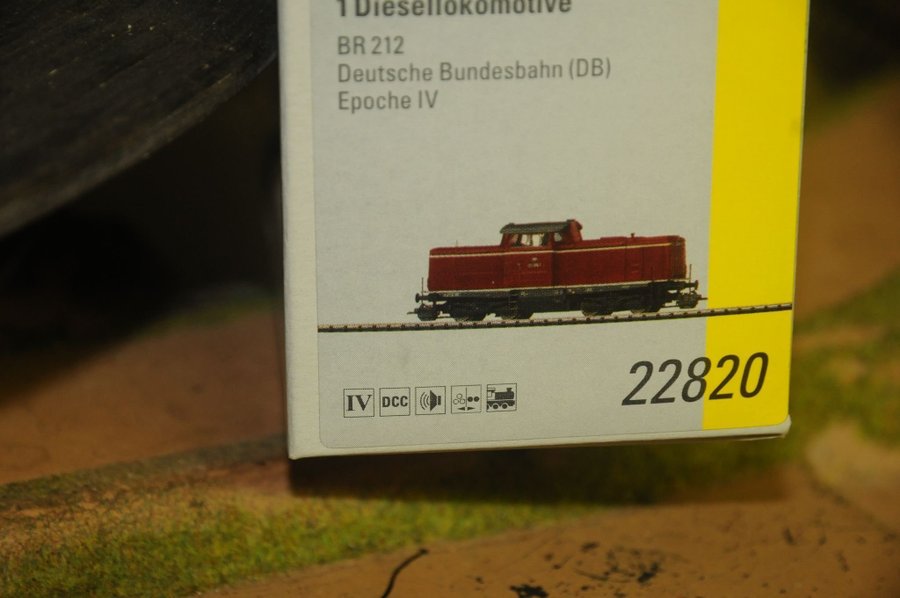 1 Diesellokomotive
BR 212
Deutsche Bundesbahn (DB)
Epoche IV
IV DCC
22820